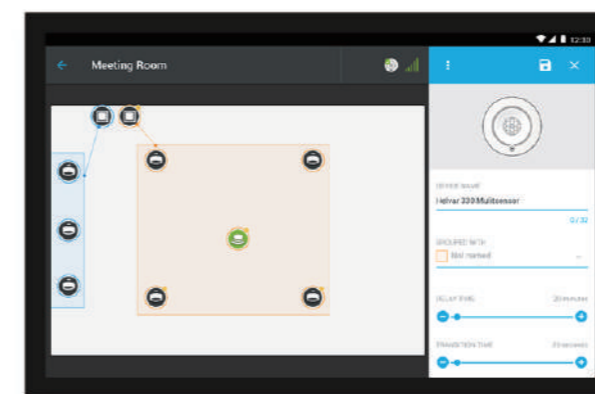 12:30
Meeting Room
DEVICE NAME
Helvar 320 Multisensor
0/32
GROUPED WITH
Not named
DELAY TIME
20 minutes
TRANSITION TIME